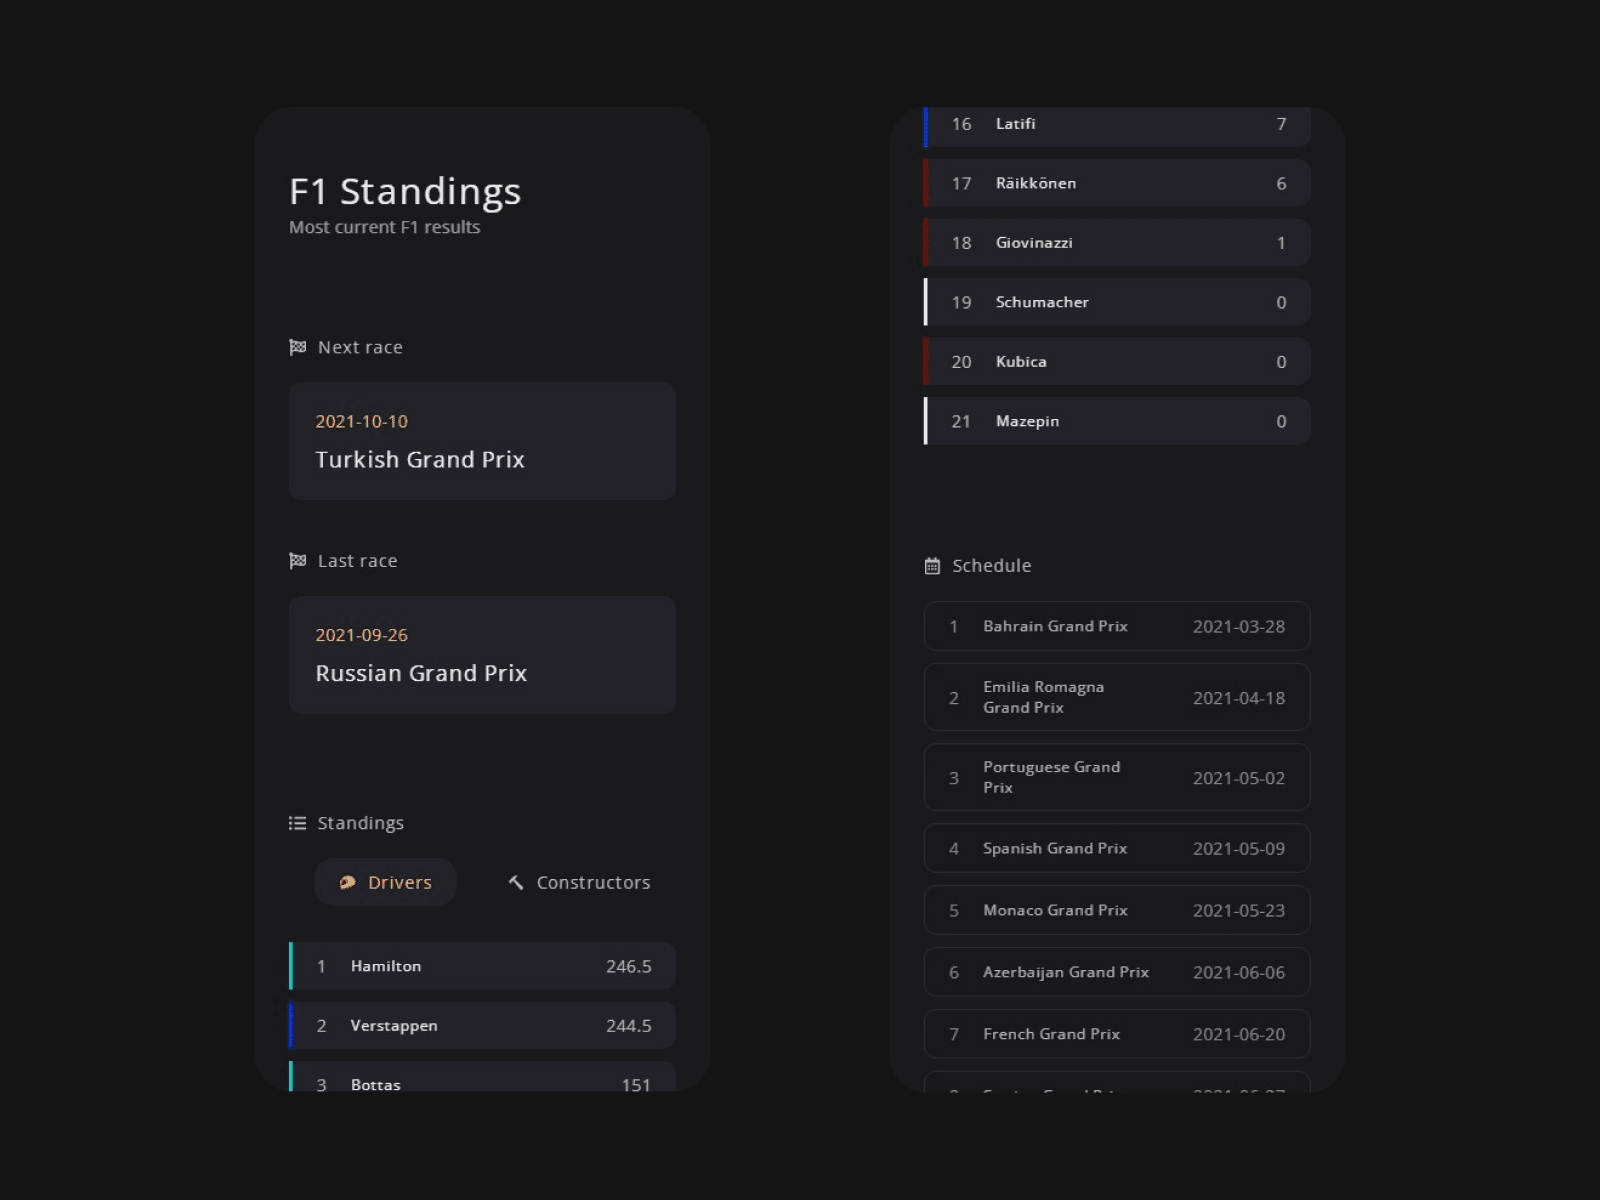 F1 Standings
Most current F1 results
Next race
2021-10-10
Turkish Grand Prix
Last race
2021-09-26
Russian Grand Prix
Standings
Drivers Constructors
1 Hamilton 246.5
2 Verstappen 244.5
3 Bottas 151
16 Latifi 7
17 Räikkönen 6
18 Giovinazzi 1
19 Schumacher 0
20 Kubica 0
21 Mazepin 0
Schedule
1 Bahrain Grand Prix 2021-03-28
2 Emilia Romagna
Grand Prix 2021-04-18
3 Portuguese Grand
Prix 2021-05-02
4 Spanish Grand Prix 2021-05-09
5 Monaco Grand Prix 2021-05-23
6 Azerbaijan Grand Prix 2021-06-06
7 French Grand Prix 2021-06-20